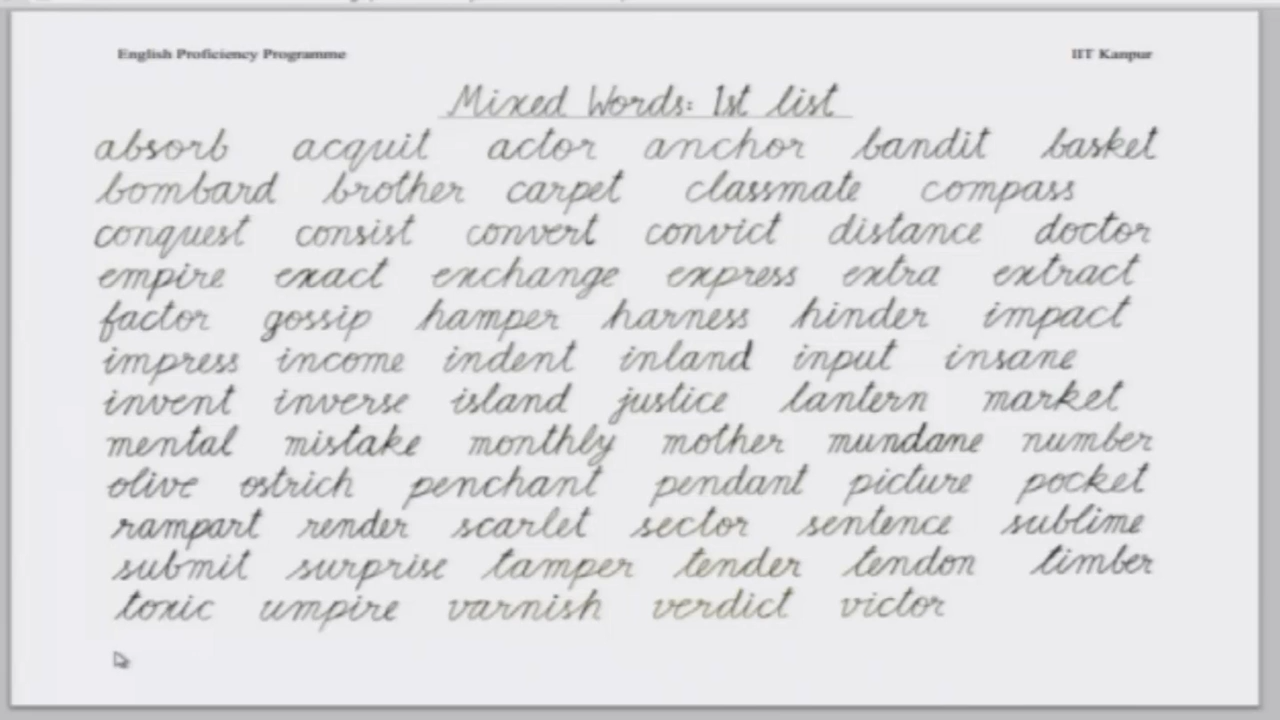 English Proficiency Programme IIT Kanpur
Mixed Words: 1st list
absorb acquit actor anchor bandit basket
bombard brother carpet classmate compass
conquest consist convert convict distance doctor
empire exact exchange express extra extract
factor gossip hamper harness hinder impact
impress income indent inland input insane
invent inverse island justice lantern market
mental mistake monthly mother mundane number
olive ostrich penchant pendant picture pocket
rampart render scarlet sector sentence sublime
submit surprise tamper tender tendon timber
toxic umpire varnish verdict victor